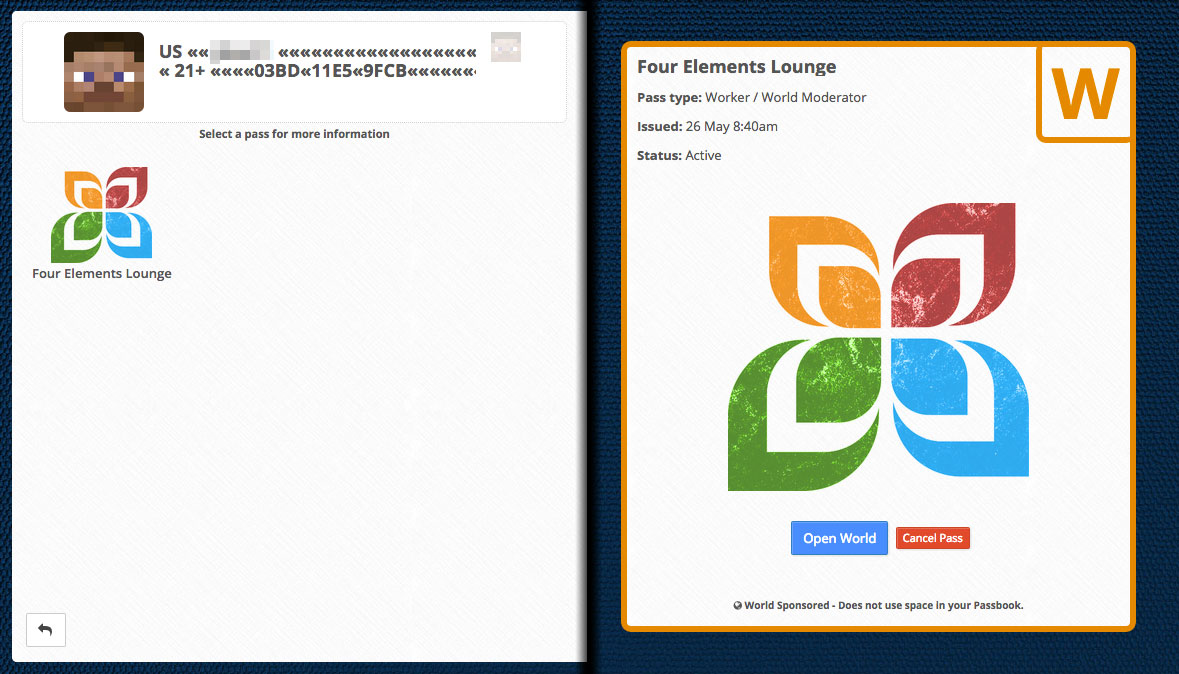 US «« ««««««««««««««««««
« 21+ ««««03BD«11E5«9FCB««««««‹
Select a pass for more information
Four Elements Lounge
Four Elements Lounge
W
Pass type: Worker / World Moderator
Issued: 26 May 8:40am
Status: Active
Open World
Cancel Pass
World Sponsored - Does not use space in your Passbook.